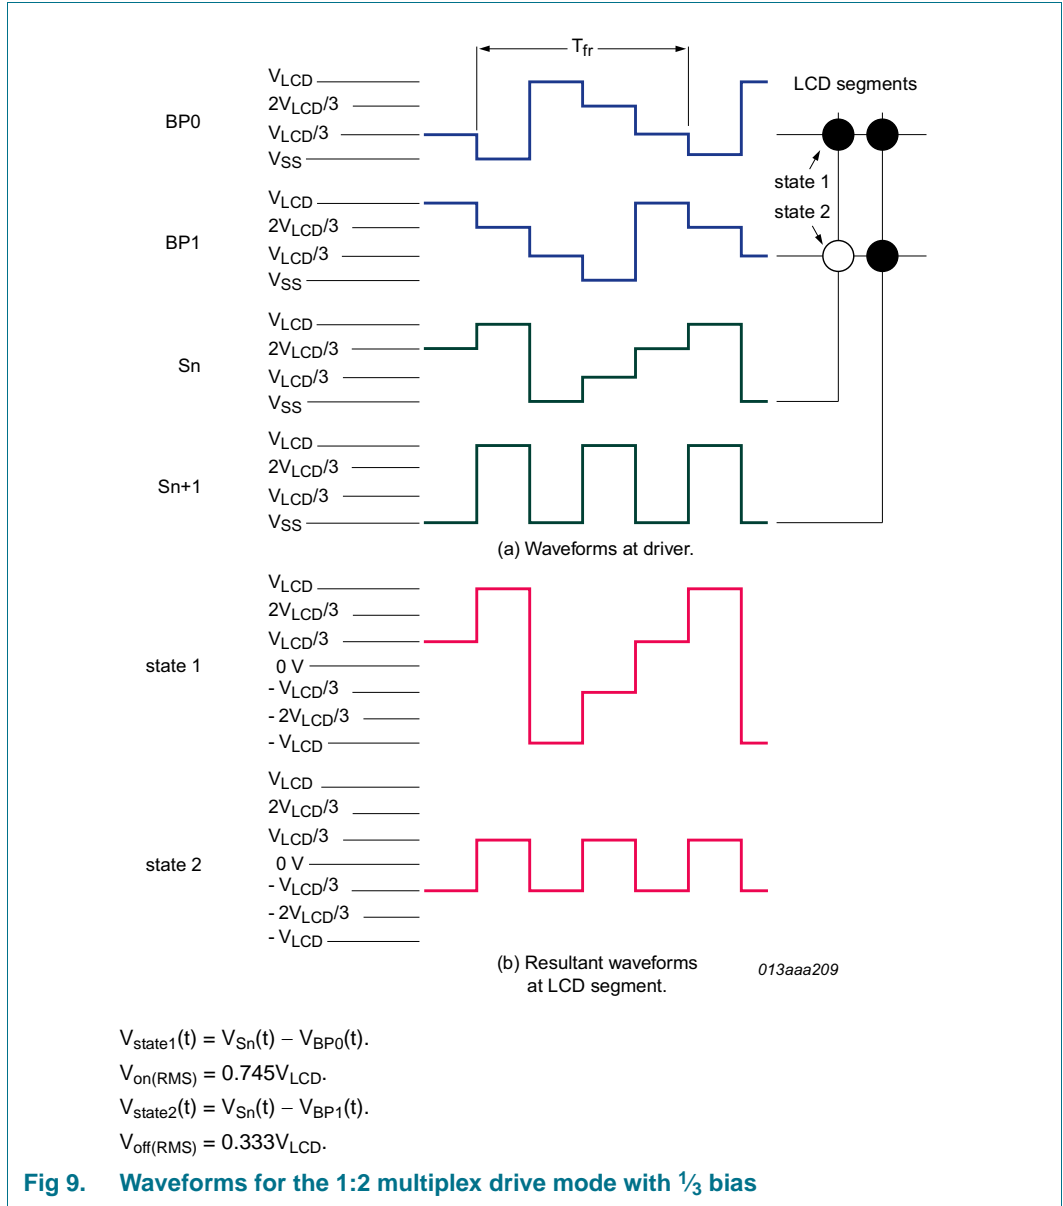 T_fr
BP0
V_LCD
2V_LCD/3
V_LCD/3
V_SS
LCD segments
state 1
state 2
BP1
V_LCD
2V_LCD/3
V_LCD/3
V_SS
Sn
V_LCD
2V_LCD/3
V_LCD/3
V_SS
Sn+1
V_LCD
2V_LCD/3
V_LCD/3
V_SS
(a) Waveforms at driver.
state 1
V_LCD
2V_LCD/3
V_LCD/3
0 V
- V_LCD/3
- 2V_LCD/3
- V_LCD
state 2
V_LCD
2V_LCD/3
V_LCD/3
0 V
- V_LCD/3
- 2V_LCD/3
- V_LCD
(b) Resultant waveforms
at LCD segment.
013aaa209
V_state1(t) = V_Sn(t) − V_BP0(t).
V_on(RMS) = 0.745V_LCD.
V_state2(t) = V_Sn(t) − V_BP1(t).
V_off(RMS) = 0.333V_LCD.
Fig 9. Waveforms for the 1:2 multiplex drive mode with 1⁄3 bias